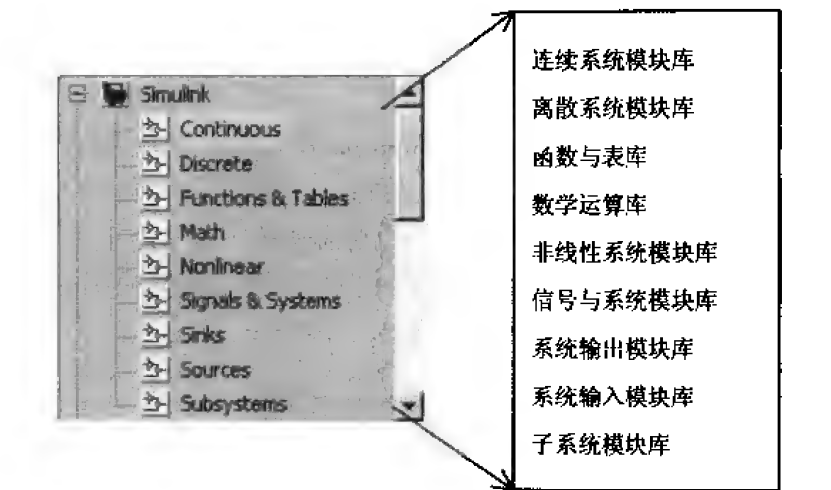 Simulink
Continuous
Discrete
Functions & Tables
Math
Nonlinear
Signals & Systems
Sinks
Sources
Subsystems
连续系统模块库
离散系统模块库
函数与表库
数学运算库
非线性系统模块库
信号与系统模块库
系统输出模块库
系统输入模块库
子系统模块库